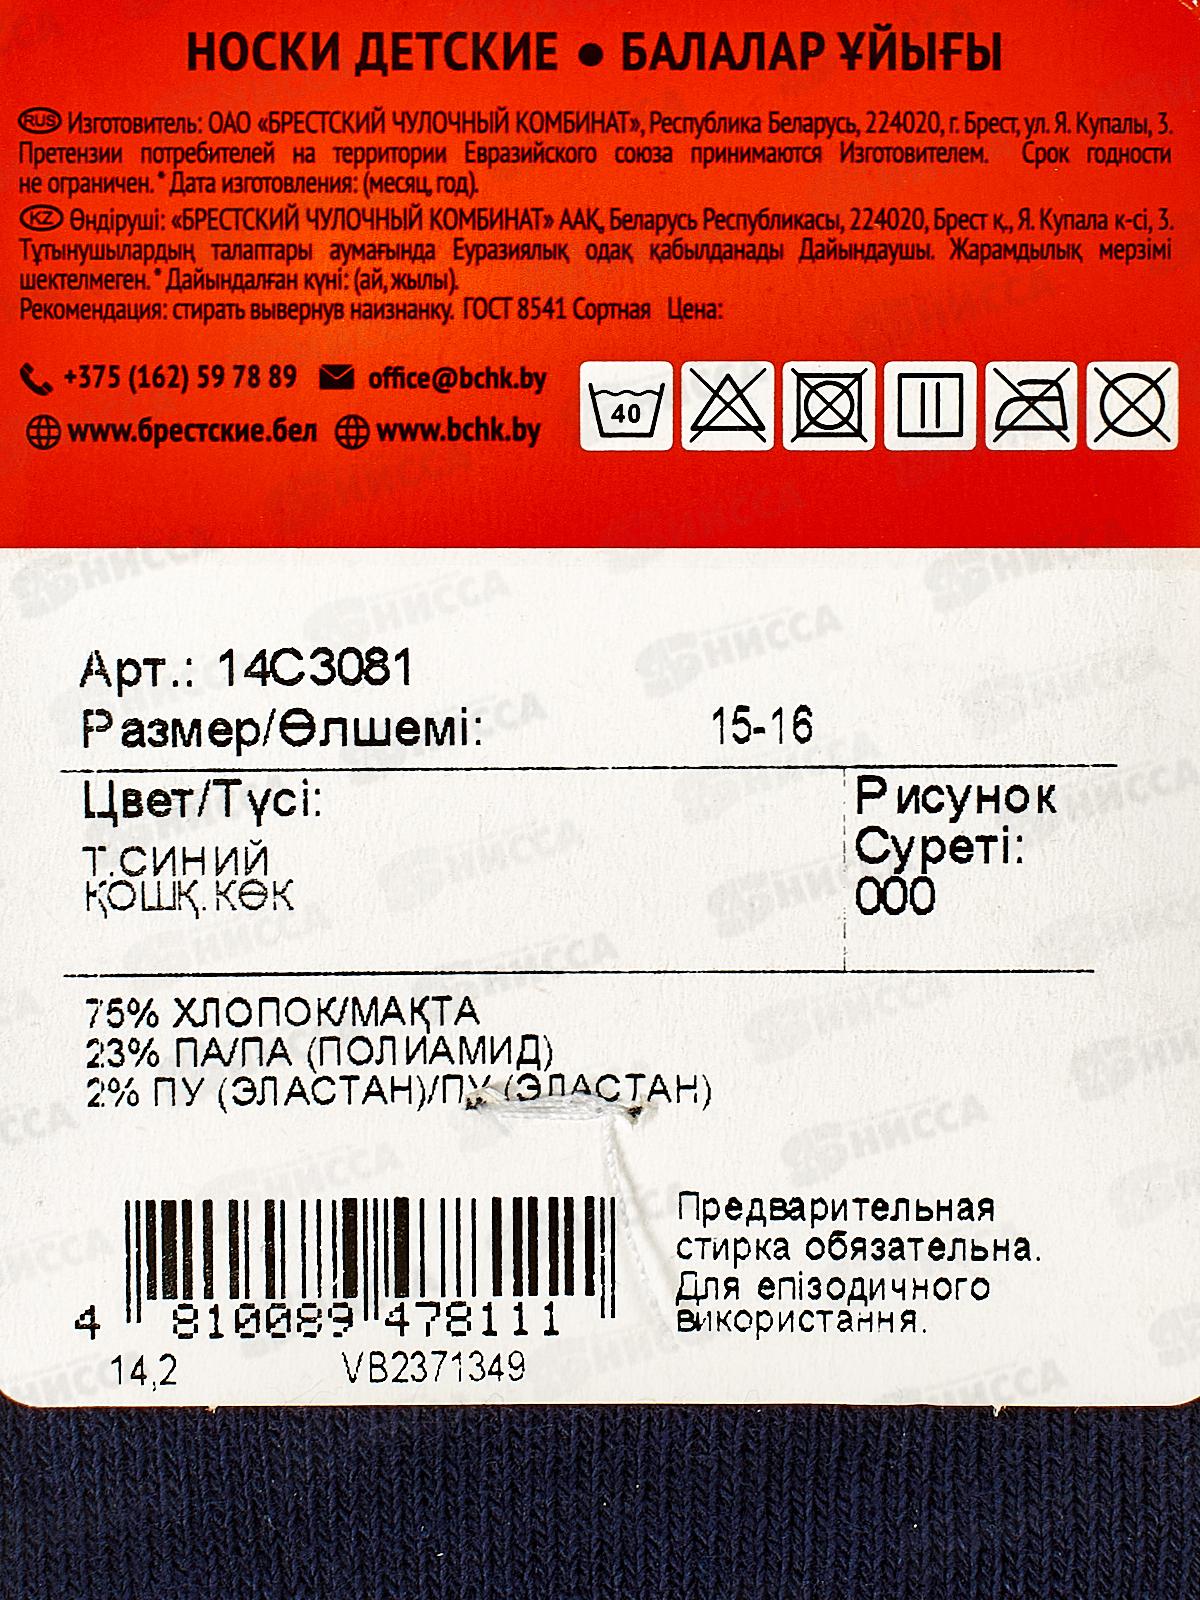 НОСКИ ДЕТСКИЕ ● БАЛАЛАР ҰЙЫҒЫ
RUS Изготовитель: ОАО «БРЕСТСКИЙ ЧУЛОЧНЫЙ КОМБИНАТ», Республика Беларусь, 224020, г. Брест, ул. Я. Купалы, 3.
Претензии потребителей на территории Евразийского союза принимаются Изготовителем. Срок годности
не ограничен. * Дата изготовления: (месяц, год).
KZ Өндіруші: «БРЕСТСКИЙ ЧУЛОЧНЫЙ КОМБИНАТ» ААҚ, Беларусь Республикасы, 224020, Брест қ., Я. Купала к-сі, 3.
Тұтынушылардың талаптары аумағында Еуразиялық одақ қабылданады Дайындаушы. Жарамдылық мерзімі
шектелмеген. * Дайындалған күні: (ай, жылы).
Рекомендация: стирать вывернув наизнанку. ГОСТ 8541 Сортная Цена:
+375 (162) 59 78 89 office@bchk.by
www.брестские.бел www.bchk.by
40
Арт.: 14С3081
Размер/Өлшемі: 15-16
Цвет/Түсі:
Т.СИНИЙ
ҚОШҚ.КӨК
Рисунок
Суреті:
000
75% ХЛОПОК/МАҚТА
23% ПА/ПА (ПОЛИАМИД)
2% ПУ (ЭЛАСТАН)/ПУ (ЭЛАСТАН)
Предварительная
стирка обязательна.
Для епізодичного
використання.
4 810089 478111
14,2 VB2371349
НИССА